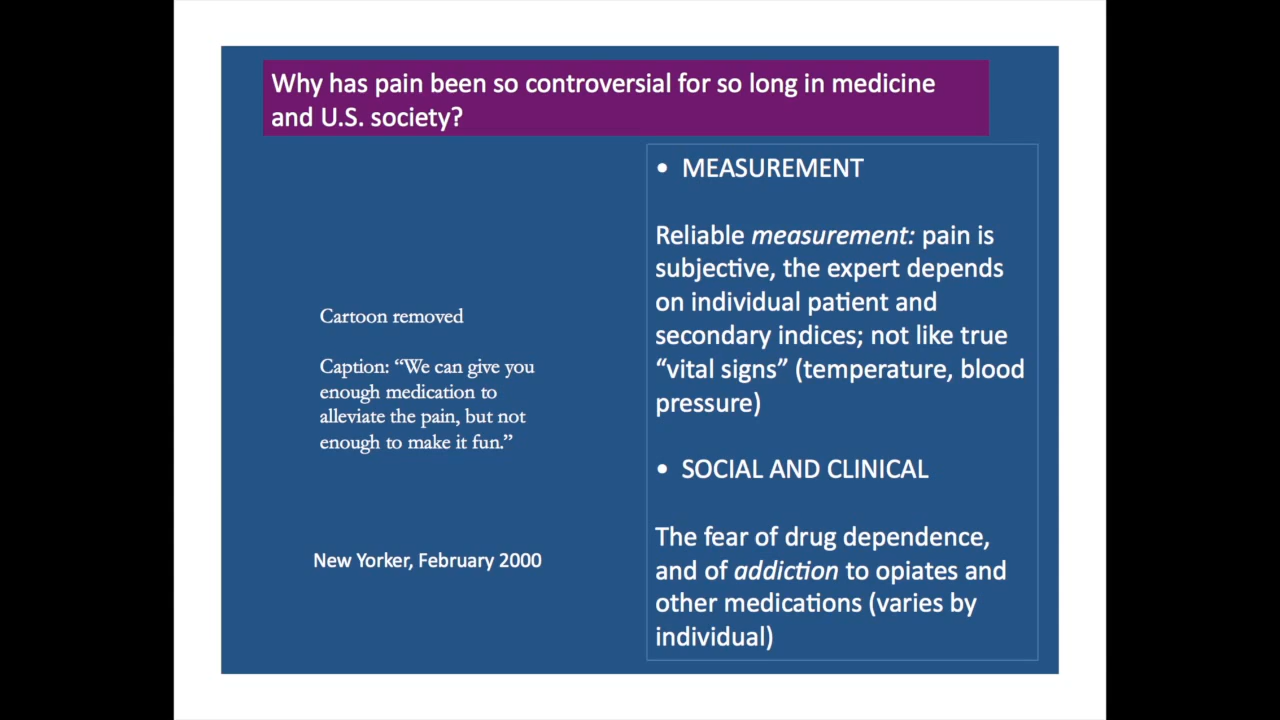 Why has pain been so controversial for so long in medicine
and U.S. society?
Cartoon removed
Caption: “We can give you
enough medication to
alleviate the pain, but not
enough to make it fun.”
New Yorker, February 2000
• MEASUREMENT
Reliable measurement: pain is
subjective, the expert depends
on individual patient and
secondary indices; not like true
“vital signs” (temperature, blood
pressure)
• SOCIAL AND CLINICAL
The fear of drug dependence,
and of addiction to opiates and
other medications (varies by
individual)